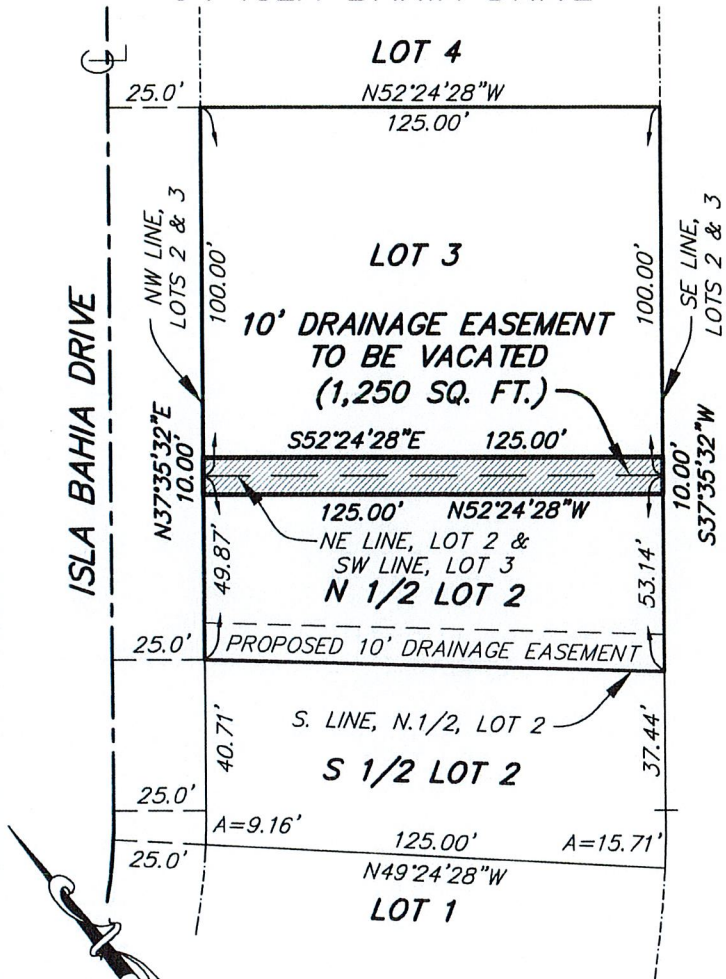 LOT 4
25.0'
N52°24'28"W
125.00'
NW LINE,
LOTS 2 & 3
100.00'
LOT 3
100.00'
SE LINE,
LOTS 2 & 3
10' DRAINAGE EASEMENT
TO BE VACATED
(1,250 SQ. FT.)
ISLA BAHIA DRIVE
N37°35'32"E
10.00'
S52°24'28"E 125.00'
10.00'
S37°35'32"W
125.00' N52°24'28"W
NE LINE, LOT 2 &
SW LINE, LOT 3
49.87'
N 1/2 LOT 2
53.14'
25.0'
PROPOSED 10' DRAINAGE EASEMENT
S. LINE, N.1/2, LOT 2
40.71'
S 1/2 LOT 2
37.44'
25.0'
A=9.16'
125.00'
A=15.71'
25.0'
N49°24'28"W
LOT 1